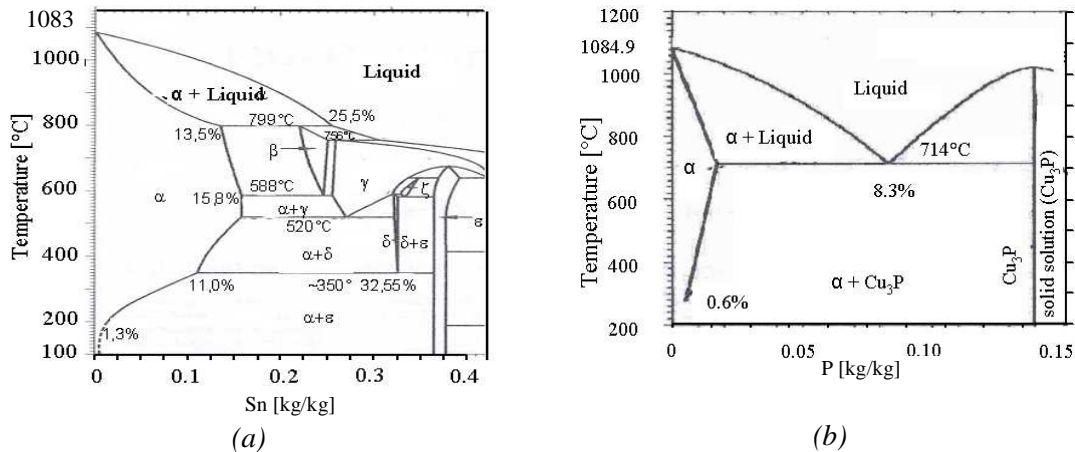 1083
1000
800
600
400
200
100
Temperature [°C]
Liquid
α + Liquid
α
799°C
25,5%
13,5%
756°C
β
588°C
γ
ζ
α
15,8%
α+γ
520°C
ε
δ
δ+ε
α+δ
11,0%
~350°
32,55%
α+ε
1,3%
0
0.1
0.2
0.3
0.4
Sn [kg/kg]
(a)
1200
1084.9
1000
800
600
400
200
Temperature [°C]
Liquid
α + Liquid
714°C
α
8.3%
α + Cu₃P
0.6%
Cu₃P
solid solution (Cu₃P)
0
0.05
0.10
0.15
P [kg/kg]
(b)